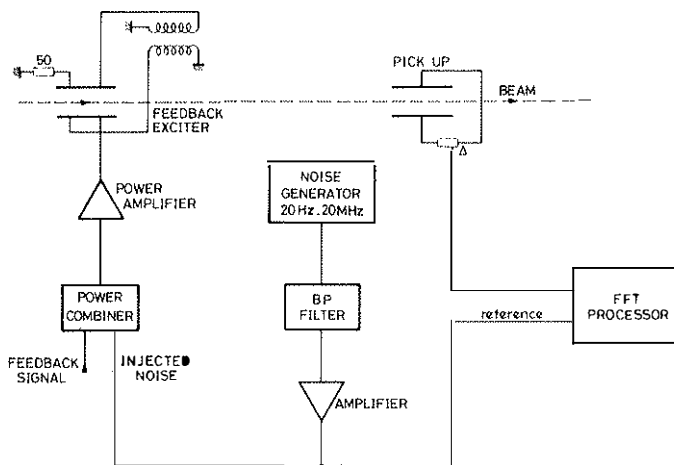 50
PICK UP
BEAM
FEEDBACK
EXCITER
Δ
POWER
AMPLIFIER
NOISE
GENERATOR
20Hz.20MHz
POWER
COMBINER
BP
FILTER
FFT
PROCESSOR
reference
FEEDBACK
SIGNAL
INJECTED
NOISE
AMPLIFIER